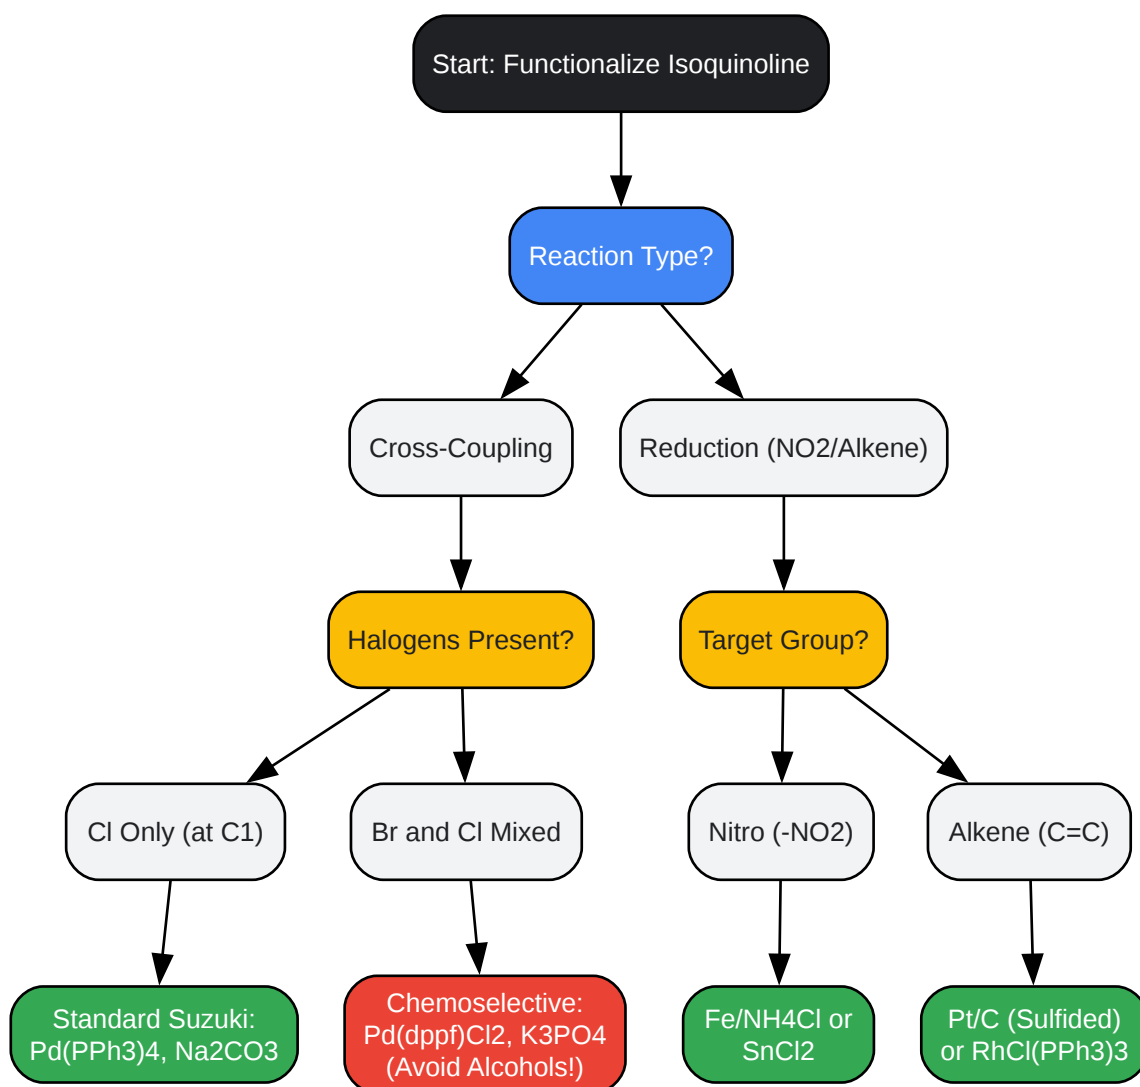 Start: Functionalize Isoquinoline
Reaction Type?
Cross-Coupling
Reduction (NO2/Alkene)
Halogens Present?
Target Group?
Cl Only (at C1)
Br and Cl Mixed
Nitro (-NO2)
Alkene (C=C)
Standard Suzuki:
Pd(PPh3)4, Na2CO3
Chemoselective:
Pd(dppf)Cl2, K3PO4
(Avoid Alcohols!)
Fe/NH4Cl or
SnCl2
Pt/C (Sulfided)
or RhCl(PPh3)3